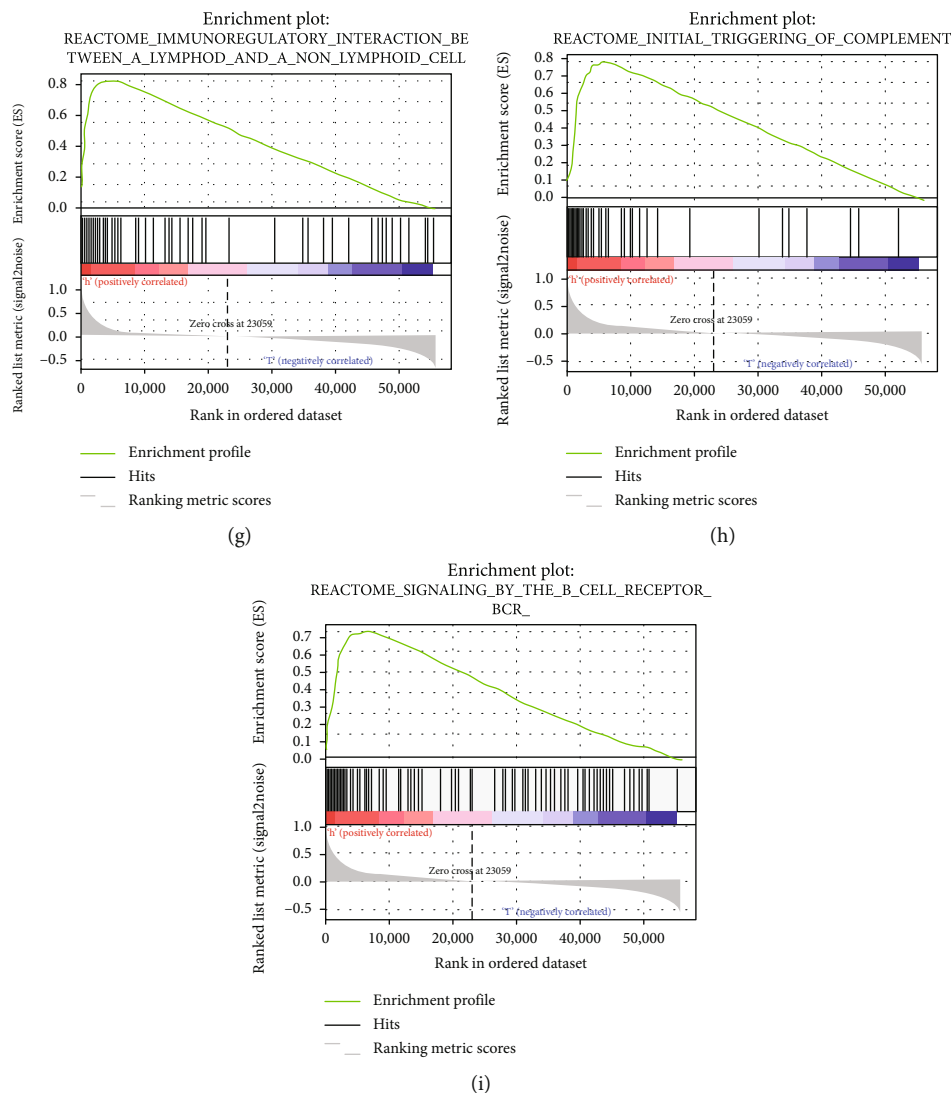 Enrichment plot:
REACTOME_IMMUNOREGULATORY_INTERACTION_BE
TWEEN_A_LYMPHOD_AND_A_NON_LYMPHOID_CELL
Enrichment score (ES)
0.8
0.6
0.4
0.2
0.0
Ranked list metric (signal2noise)
'h' (positively correlated)
1.0
0.5
0.0
−0.5
Zero cross at 23059
'l' (negatively correlated)
0
10,000
20,000
30,000
40,000
50,000
Rank in ordered dataset
Enrichment profile
Hits
Ranking metric scores
(g)
Enrichment plot:
REACTOME_INITIAL_TRIGGERING_OF_COMPLEMENT
Enrichment score (ES)
0.8
0.7
0.6
0.5
0.4
0.3
0.2
0.1
0.0
Ranked list metric (signal2noise)
'h' (positively correlated)
1.0
0.5
0.0
−0.5
Zero cross at 23059
'l' (negatively correlated)
0
10,000
20,000
30,000
40,000
50,000
Rank in ordered dataset
Enrichment profile
Hits
Ranking metric scores
(h)
Enrichment plot:
REACTOME_SIGNALING_BY_THE_B_CELL_RECEPTOR_
BCR_
Enrichment score (ES)
0.7
0.6
0.5
0.4
0.3
0.2
0.1
0.0
Ranked list metric (signal2noise)
'h' (positively correlated)
1.0
0.5
0.0
−0.5
Zero cross at 23059
'l' (negatively correlated)
0
10,000
20,000
30,000
40,000
50,000
Rank in ordered dataset
Enrichment profile
Hits
Ranking metric scores
(i)